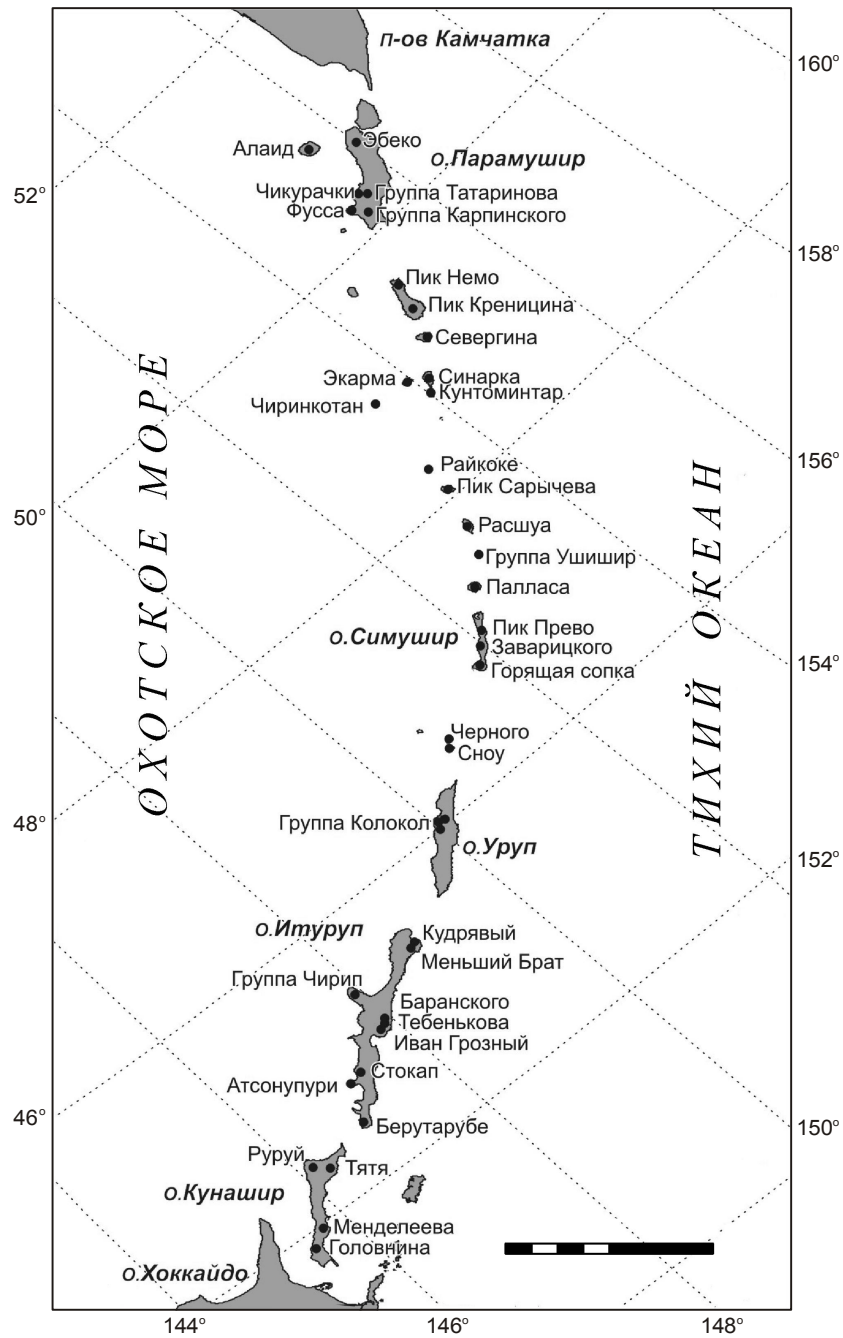 п-ов Камчатка
160°
Эбеко
Алаид
о.Парамушир
52°
Чикурачки
Группа Татаринова
Фусса
Группа Карпинского
158°
Пик Немо
Пик Креницина
Севергина
Экарма
Синарка
Кунтоминтар
Чиринкотан
156°
Райкоке
Пик Сарычева
50°
Расшуа
Группа Ушишир
Палласа
ОХОТСКОЕ МОРЕ
ТИХИЙ ОКЕАН
о.Симушир
Пик Прево
Заварицкого
Горящая сопка
154°
Черного
Сноу
48°
Группа Колокол
о.Уруп
152°
о.Итуруп
Кудрявый
Меньший Брат
Группа Чирип
Баранского
Тебенькова
Иван Грозный
Стокап
Атсонупури
46°
Берутарубе
150°
Руруй
Тятя
о.Кунашир
Менделеева
Головнина
о.Хоккайдо
144°
146°
148°